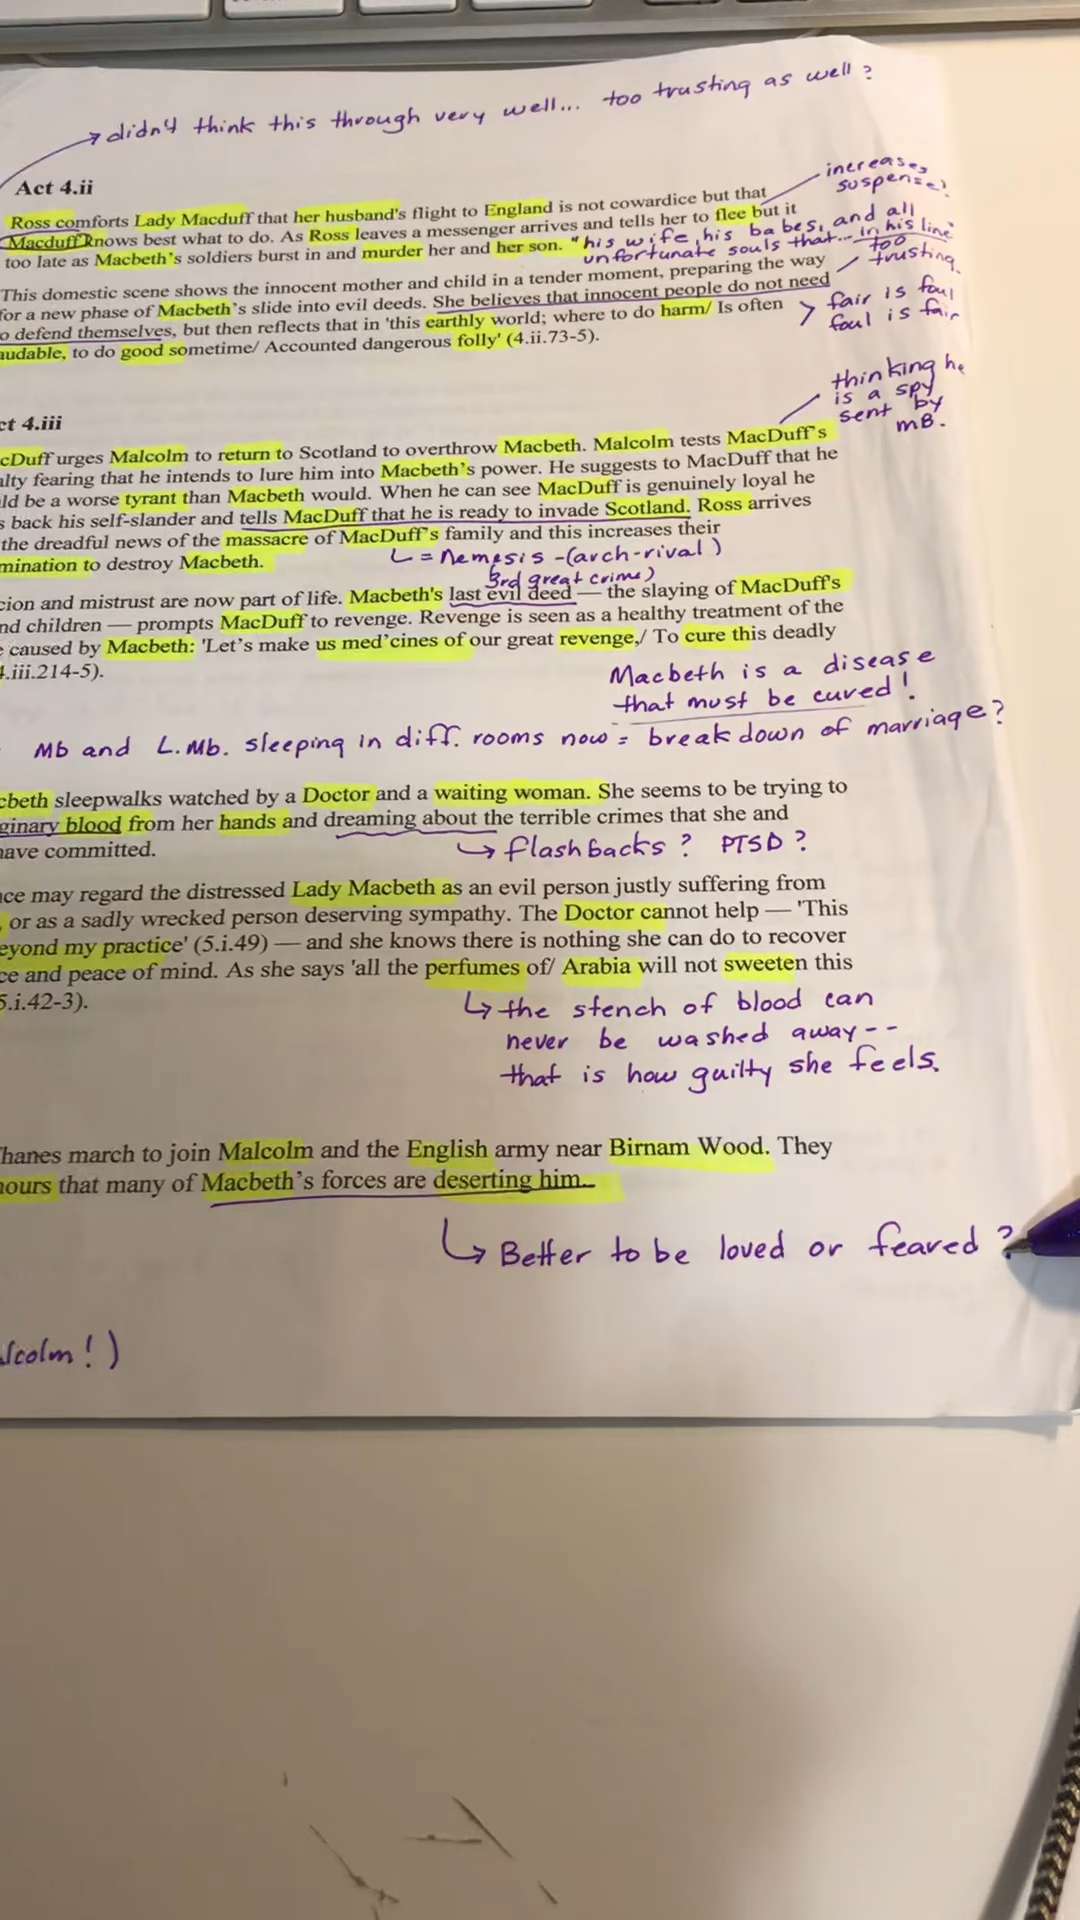 didn't think this through very well... too trusting as well?
Act 4.ii
increases
suspense?
Ross comforts Lady Macduff that her husband's flight to England is not cowardice but that
Macduff knows best what to do. As Ross leaves a messenger arrives and tells her to flee but it
too late as Macbeth's soldiers burst in and murder her and her son. "his wife, his babes, and all
unfortunate souls that... in his line"
too
trusting.
This domestic scene shows the innocent mother and child in a tender moment, preparing the way
for a new phase of Macbeth's slide into evil deeds. She believes that innocent people do not need
o defend themselves, but then reflects that in 'this earthly world; where to do harm/ Is often
audable, to do good sometime/ Accounted dangerous folly' (4.ii.73-5).
fair is foul
foul is fair
ct 4.iii
thinking he
is a spy
sent by
mB.
cDuff urges Malcolm to return to Scotland to overthrow Macbeth. Malcolm tests MacDuff's
alty fearing that he intends to lure him into Macbeth's power. He suggests to MacDuff that he
ld be a worse tyrant than Macbeth would. When he can see MacDuff is genuinely loyal he
s back his self-slander and tells MacDuff that he is ready to invade Scotland. Ross arrives
the dreadful news of the massacre of MacDuff's family and this increases their
mination to destroy Macbeth.
= nemesis -(arch-rival)
3rd great crime)
cion and mistrust are now part of life. Macbeth's last evil deed — the slaying of MacDuff's
nd children — prompts MacDuff to revenge. Revenge is seen as a healthy treatment of the
e caused by Macbeth: 'Let's make us med'cines of our great revenge,/ To cure this deadly
4.iii.214-5).
Macbeth is a disease
that must be cured!
Mb and L.Mb. sleeping in diff. rooms now = breakdown of marriage?
cbeth sleepwalks watched by a Doctor and a waiting woman. She seems to be trying to
ginary blood from her hands and dreaming about the terrible crimes that she and
have committed.
flashbacks? PTSD?
nce may regard the distressed Lady Macbeth as an evil person justly suffering from
, or as a sadly wrecked person deserving sympathy. The Doctor cannot help — 'This
eyond my practice' (5.i.49) — and she knows there is nothing she can do to recover
ce and peace of mind. As she says 'all the perfumes of/ Arabia will not sweeten this
5.i.42-3).
the stench of blood can
never be washed away--
that is how guilty she feels.
Thanes march to join Malcolm and the English army near Birnam Wood. They
nours that many of Macbeth's forces are deserting him.
Better to be loved or feared?
lcolm!)